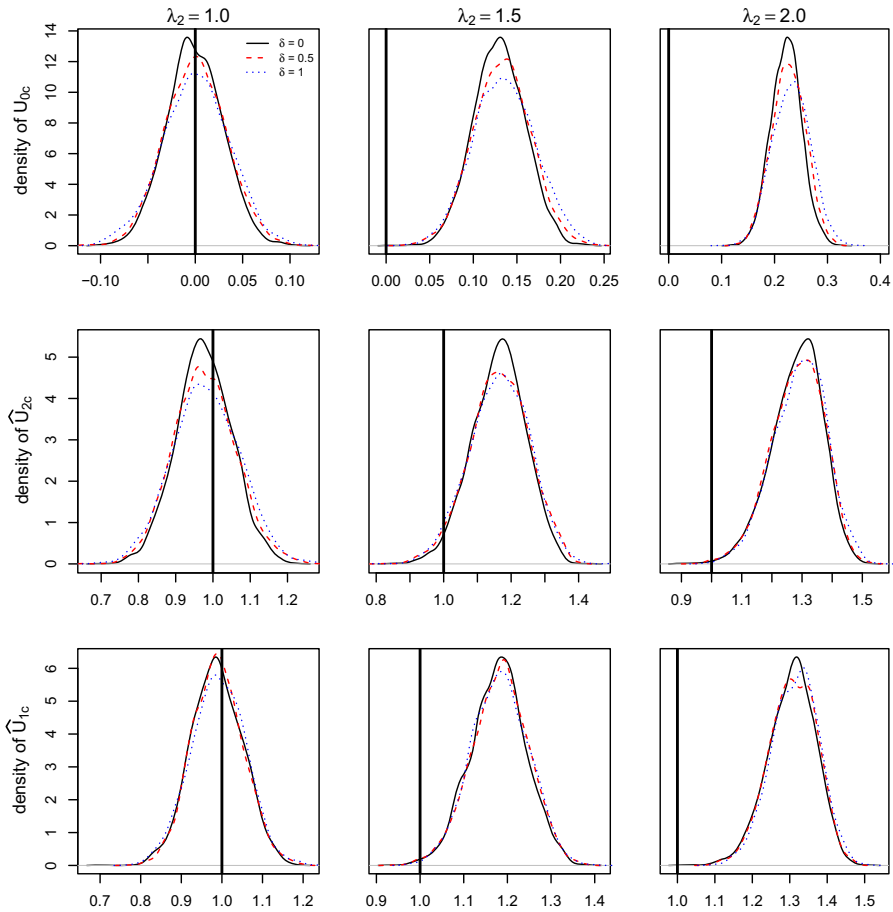 λ₂ = 1.0
λ₂ = 1.5
λ₂ = 2.0
density of U₀c
0 2 4 6 8 10 12 14
δ = 0
δ = 0.5
δ = 1
−0.10 0.00 0.05 0.10
0.00 0.05 0.10 0.15 0.20 0.25
0.0 0.1 0.2 0.3 0.4
density of Û₂c
0 1 2 3 4 5
0.7 0.8 0.9 1.0 1.1 1.2
0.8 1.0 1.2 1.4
0.9 1.1 1.3 1.5
density of Û₁c
0 1 2 3 4 5 6
0.7 0.8 0.9 1.0 1.1 1.2
0.9 1.0 1.1 1.2 1.3 1.4
1.0 1.1 1.2 1.3 1.4 1.5